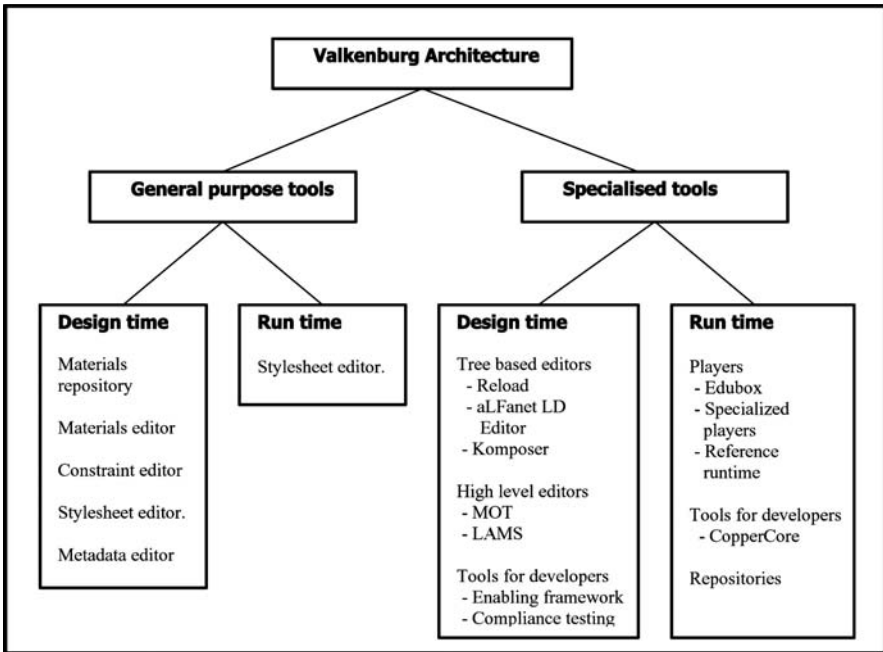 Valkenburg Architecture
General purpose tools
Specialised tools
Design time
Materials
repository
Materials editor
Constraint editor
Stylesheet editor.
Metadata editor
Run time
Stylesheet editor.
Design time
Tree based editors
- Reload
- aLFanet LD
Editor
- Komposer
High level editors
- MOT
- LAMS
Tools for developers
- Enabling framework
- Compliance testing
Run time
Players
- Edubox
- Specialized
players
- Reference
runtime
Tools for developers
- CopperCore
Repositories